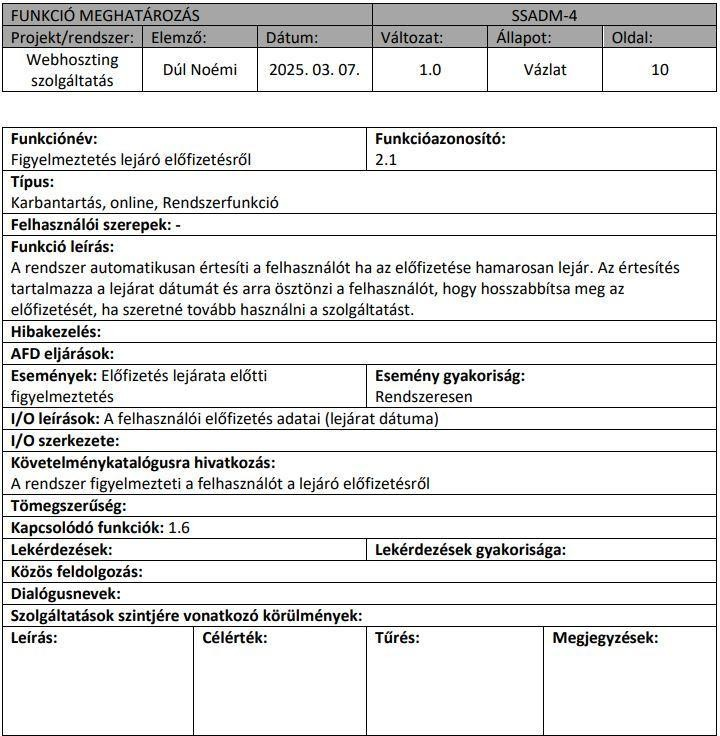 FUNKCIÓ MEGHATÁROZÁS SSADM-4
Projekt/rendszer: Elemző: Dátum: Változat: Állapot: Oldal:
Webhoszting szolgáltatás Dúl Noémi 2025. 03. 07. 1.0 Vázlat 10
Funkciónév: Funkcióazonosító:
Figyelmeztetés lejáró előfizetésről 2.1
Típus:
Karbantartás, online, Rendszerfunkció
Felhasználói szerepek: -
Funkció leírás:
A rendszer automatikusan értesíti a felhasználót ha az előfizetése hamarosan lejár. Az értesítés
tartalmazza a lejárat dátumát és arra ösztönzi a felhasználót, hogy hosszabbítsa meg az
előfizetését, ha szeretné tovább használni a szolgáltatást.
Hibakezelés:
AFD eljárások:
Események: Előfizetés lejárata előtti
figyelmeztetés
Esemény gyakoriság:
Rendszeresen
I/O leírások: A felhasználói előfizetés adatai (lejárat dátuma)
I/O szerkezete:
Követelménykatalógusra hivatkozás:
A rendszer figyelmezteti a felhasználót a lejáró előfizetésről
Tömegszerűség:
Kapcsolódó funkciók: 1.6
Lekérdezések: Lekérdezések gyakorisága:
Közös feldolgozás:
Dialógusnevek:
Szolgáltatások szintjére vonatkozó körülmények:
Leírás: Célérték: Tűrés: Megjegyzések: